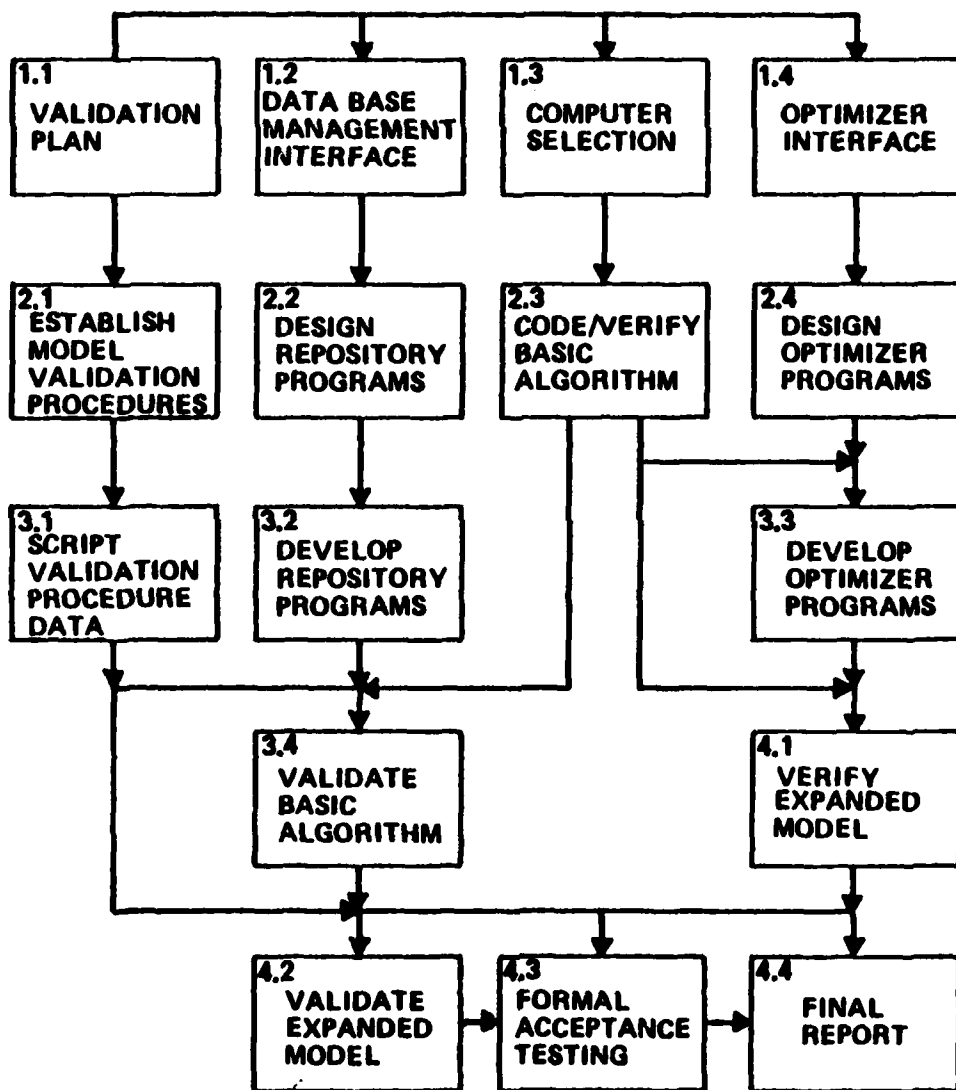 1.1
VALIDATION
PLAN
1.2
DATA BASE
MANAGEMENT
INTERFACE
1.3
COMPUTER
SELECTION
1.4
OPTIMIZER
INTERFACE
2.1
ESTABLISH
MODEL
VALIDATION
PROCEDURES
2.2
DESIGN
REPOSITORY
PROGRAMS
2.3
CODE/VERIFY
BASIC
ALGORITHM
2.4
DESIGN
OPTIMIZER
PROGRAMS
3.1
SCRIPT
VALIDATION
PROCEDURE
DATA
3.2
DEVELOP
REPOSITORY
PROGRAMS
3.3
DEVELOP
OPTIMIZER
PROGRAMS
3.4
VALIDATE
BASIC
ALGORITHM
4.1
VERIFY
EXPANDED
MODEL
4.2
VALIDATE
EXPANDED
MODEL
4.3
FORMAL
ACCEPTANCE
TESTING
4.4
FINAL
REPORT